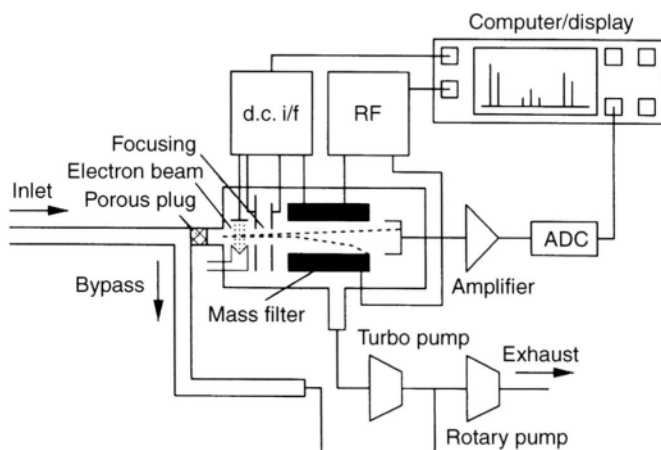 Computer/display
d.c. i/f
RF
Focusing
Electron beam
Inlet
Porous plug
ADC
Bypass
Amplifier
Mass filter
Turbo pump
Exhaust
Rotary pump